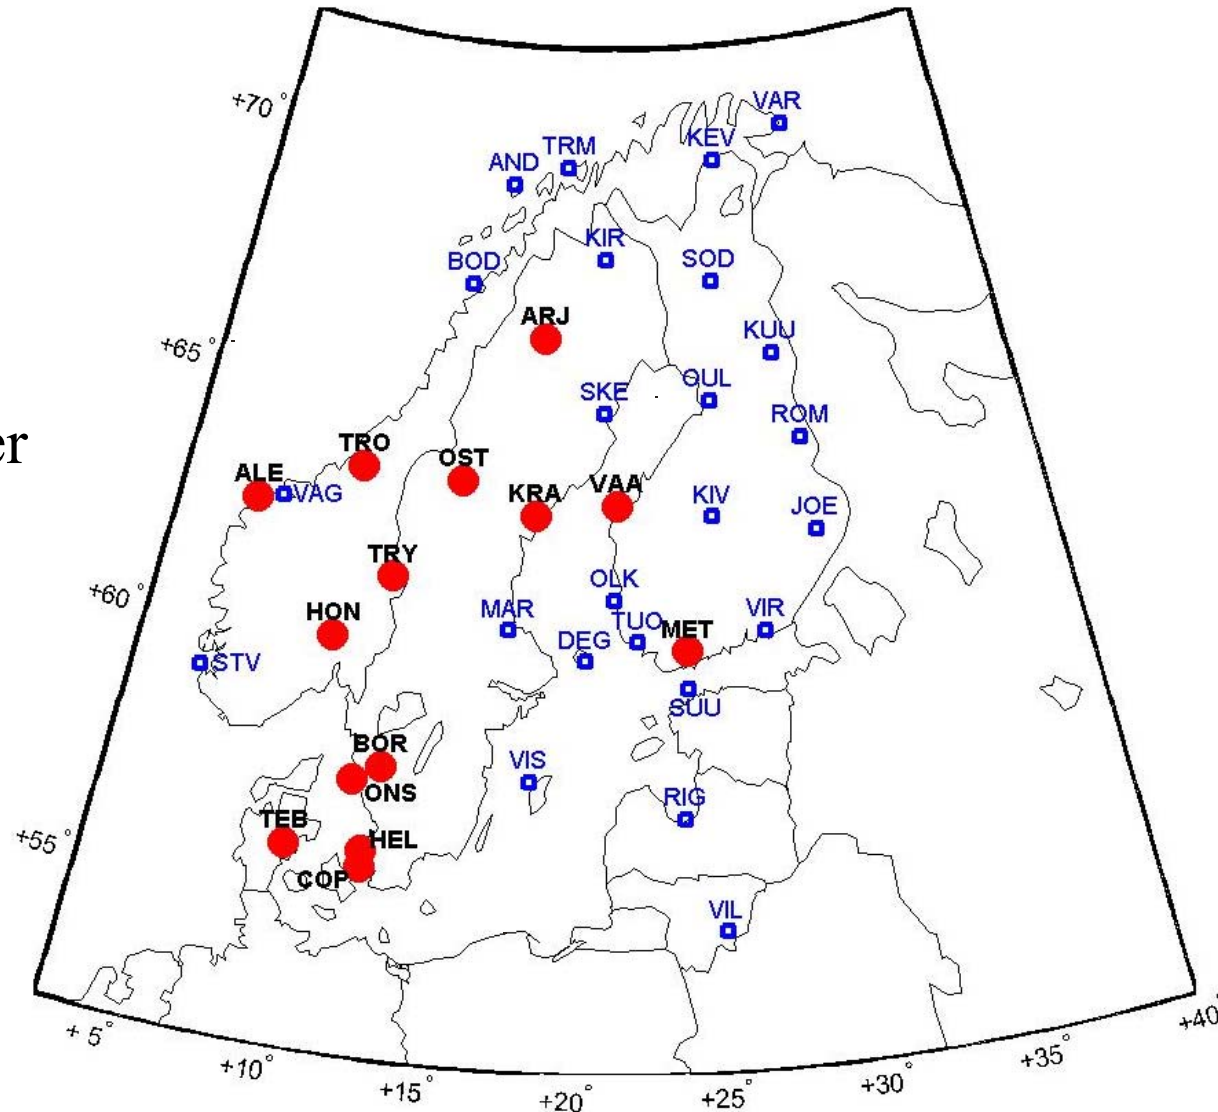 VAR
+70°
KEV
TRM
AND
KIR
BOD
SOD
ARJ
KUU
+65°
OUL
SKE
ROM
er
TRO
OST
ALE
VAG
KRA
VAA
KIV
JOE
TRY
OLK
+60°
HON
MAR
TUO
VIR
DEG
MET
STV
SUU
BOR
VIS
ONS
RIG
TEB
HEL
+55°
COP
VIL
+40°
+ 5°
+35°
+10°
+30°
+15°
+25°
+20°